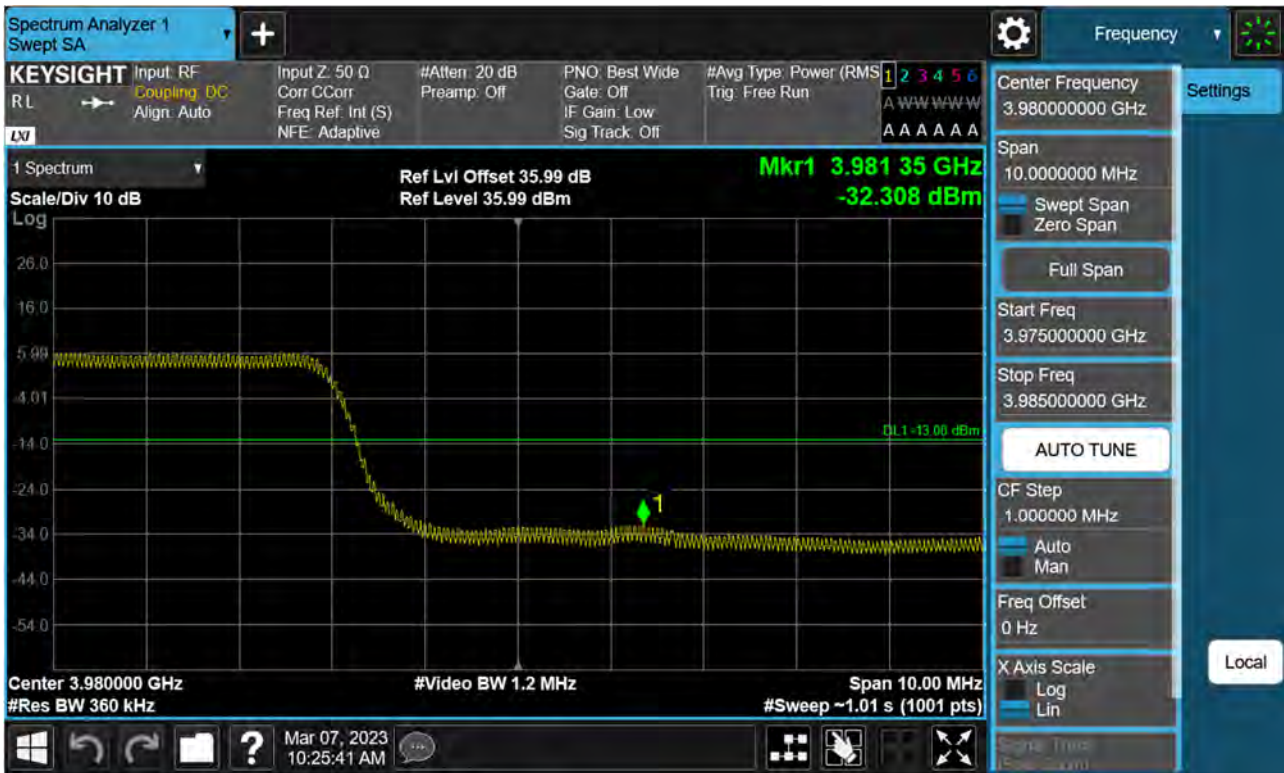 Spectrum Analyzer 1
Swept SA
Frequency
KEYSIGHT
R L
LXI
Input: RF
Coupling: DC
Align: Auto
Input Z: 50 Ω
Corr CCorr
Freq Ref: Int (S)
NFE: Adaptive
#Atten: 20 dB
Preamp: Off
PNO: Best Wide
Gate: Off
IF Gain: Low
Sig Track: Off
#Avg Type: Power (RMS
Trig: Free Run
1 2 3 4 5 6
A W W W W W
A A A A A A
1 Spectrum
Scale/Div 10 dB
Log
Ref Lvl Offset 35.99 dB
Ref Level 35.99 dBm
Mkr1 3.981 35 GHz
-32.308 dBm
26.0
16.0
5.99
-4.01
-14.0
-24.0
-34.0
-44.0
-54.0
DL1 -13.00 dBm
1
Center 3.980000 GHz
#Res BW 360 kHz
#Video BW 1.2 MHz
Span 10.00 MHz
#Sweep ~1.01 s (1001 pts)
Center Frequency
3.980000000 GHz
Settings
Span
10.0000000 MHz
Swept Span
Zero Span
Full Span
Start Freq
3.975000000 GHz
Stop Freq
3.985000000 GHz
AUTO TUNE
CF Step
1.000000 MHz
Auto
Man
Freq Offset
0 Hz
X Axis Scale
Log
Lin
Local
?
Mar 07, 2023
10:25:41 AM